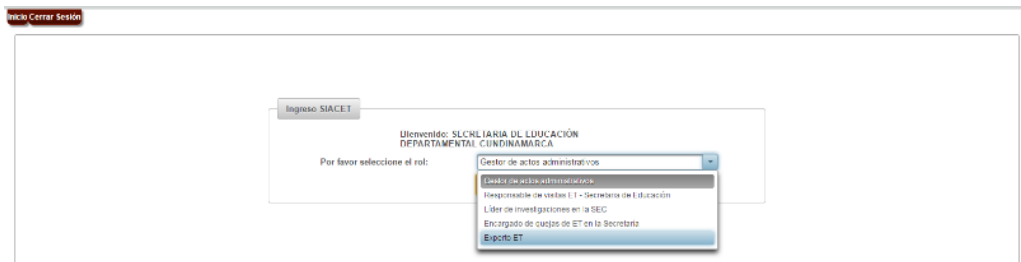 Inicio Cerrar Sesión
Ingreso SIACET
Bienvenido: SECRETARIA DE EDUCACIÓN
DEPARTAMENTAL CUNDINAMARCA
Por favor seleccione el rol:
Gestor de actos administrativos
Gestor de actos administrativos
Responsable de visitas ET - Secretaria de Educación
Líder de investigaciones en la SEC
Encargado de quejas de ET en la Secretaria
Experto ET